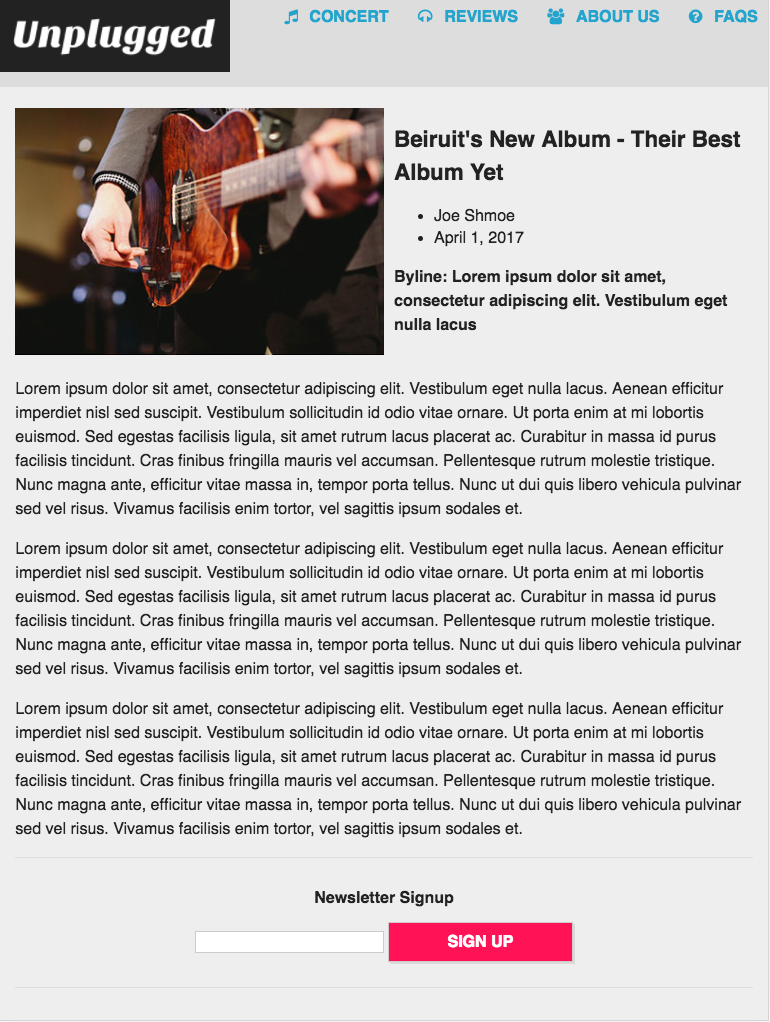 Unplugged
CONCERT REVIEWS ABOUT US FAQS
Beiruit's New Album - Their Best
Album Yet
• Joe Shmoe
• April 1, 2017
Byline: Lorem ipsum dolor sit amet,
consectetur adipiscing elit. Vestibulum eget
nulla lacus
Lorem ipsum dolor sit amet, consectetur adipiscing elit. Vestibulum eget nulla lacus. Aenean efficitur
imperdiet nisl sed suscipit. Vestibulum sollicitudin id odio vitae ornare. Ut porta enim at mi lobortis
euismod. Sed egestas facilisis ligula, sit amet rutrum lacus placerat ac. Curabitur in massa id purus
facilisis tincidunt. Cras finibus fringilla mauris vel accumsan. Pellentesque rutrum molestie tristique.
Nunc magna ante, efficitur vitae massa in, tempor porta tellus. Nunc ut dui quis libero vehicula pulvinar
sed vel risus. Vivamus facilisis enim tortor, vel sagittis ipsum sodales et.
Lorem ipsum dolor sit amet, consectetur adipiscing elit. Vestibulum eget nulla lacus. Aenean efficitur
imperdiet nisl sed suscipit. Vestibulum sollicitudin id odio vitae ornare. Ut porta enim at mi lobortis
euismod. Sed egestas facilisis ligula, sit amet rutrum lacus placerat ac. Curabitur in massa id purus
facilisis tincidunt. Cras finibus fringilla mauris vel accumsan. Pellentesque rutrum molestie tristique.
Nunc magna ante, efficitur vitae massa in, tempor porta tellus. Nunc ut dui quis libero vehicula pulvinar
sed vel risus. Vivamus facilisis enim tortor, vel sagittis ipsum sodales et.
Lorem ipsum dolor sit amet, consectetur adipiscing elit. Vestibulum eget nulla lacus. Aenean efficitur
imperdiet nisl sed suscipit. Vestibulum sollicitudin id odio vitae ornare. Ut porta enim at mi lobortis
euismod. Sed egestas facilisis ligula, sit amet rutrum lacus placerat ac. Curabitur in massa id purus
facilisis tincidunt. Cras finibus fringilla mauris vel accumsan. Pellentesque rutrum molestie tristique.
Nunc magna ante, efficitur vitae massa in, tempor porta tellus. Nunc ut dui quis libero vehicula pulvinar
sed vel risus. Vivamus facilisis enim tortor, vel sagittis ipsum sodales et.
Newsletter Signup
SIGN UP